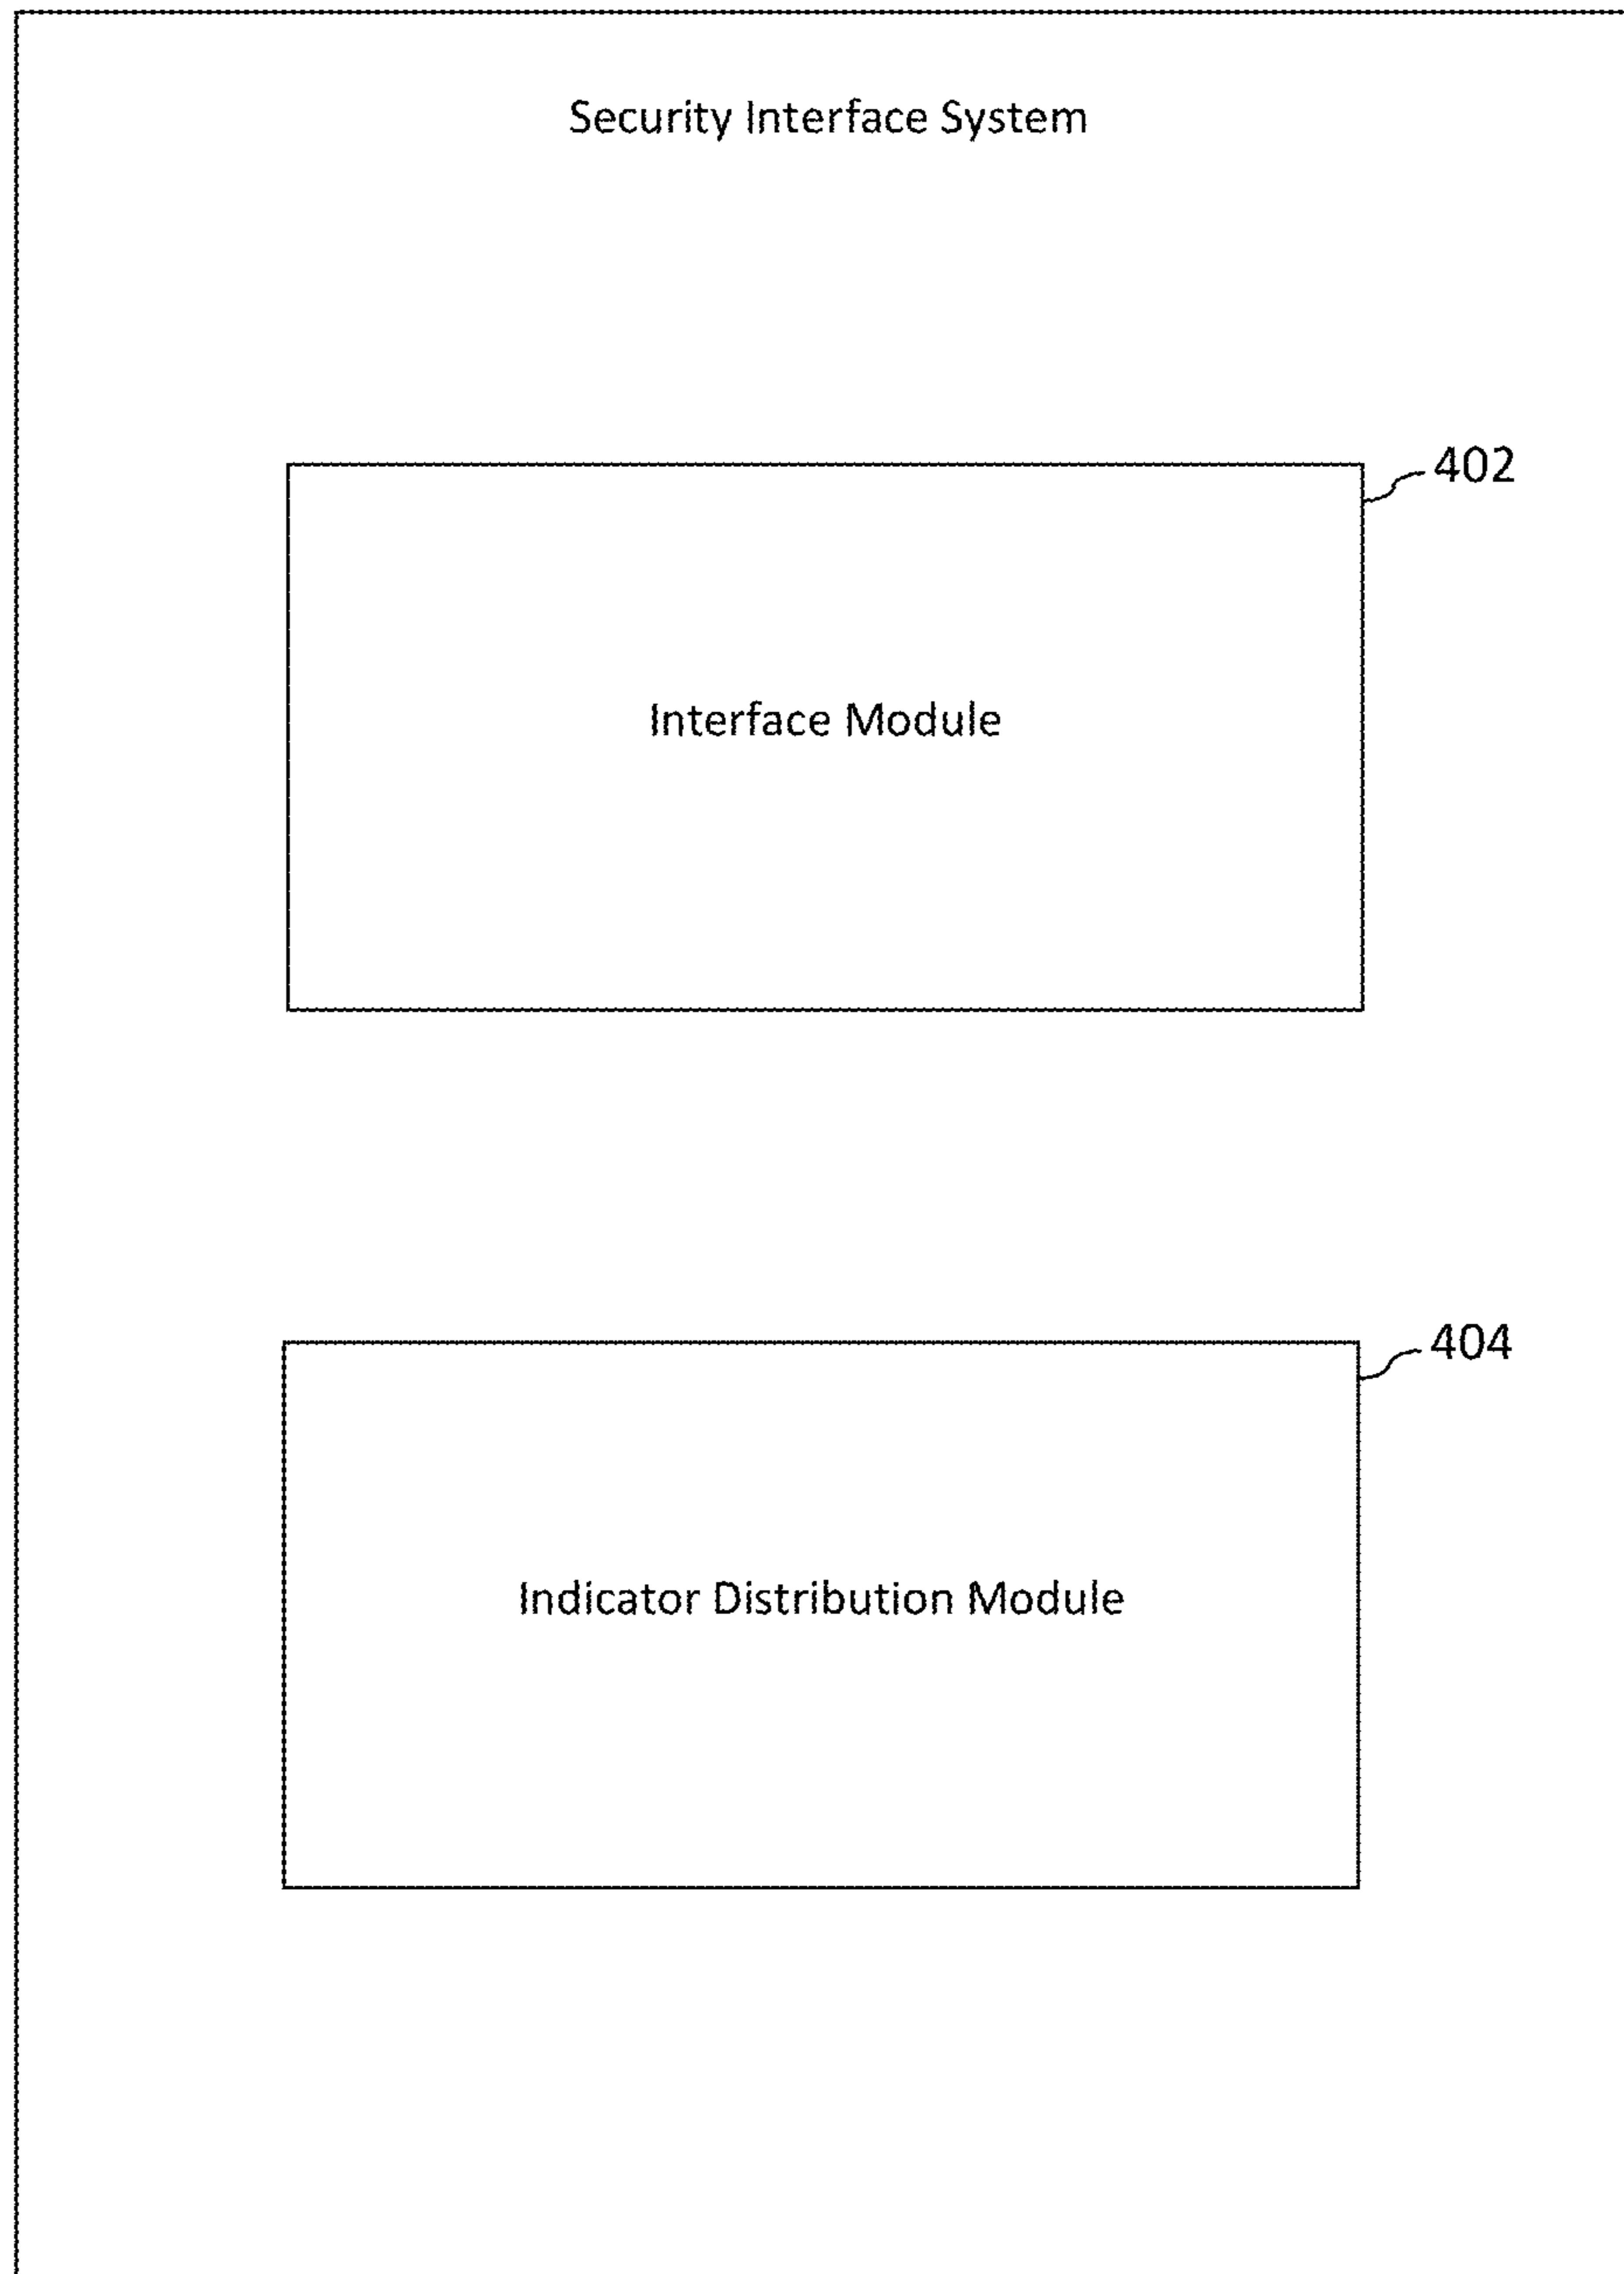 Security Interface System
402
Interface Module
404
Indicator Distribution Module